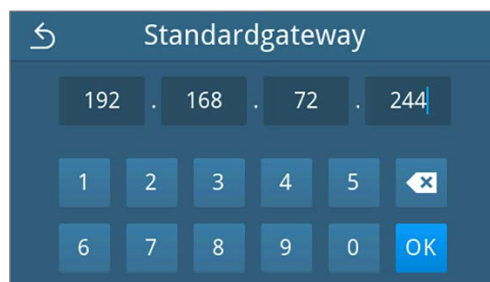 Standardgateway
192 . 168 . 72 . 244
1 2 3 4 5
6 7 8 9 0 OK